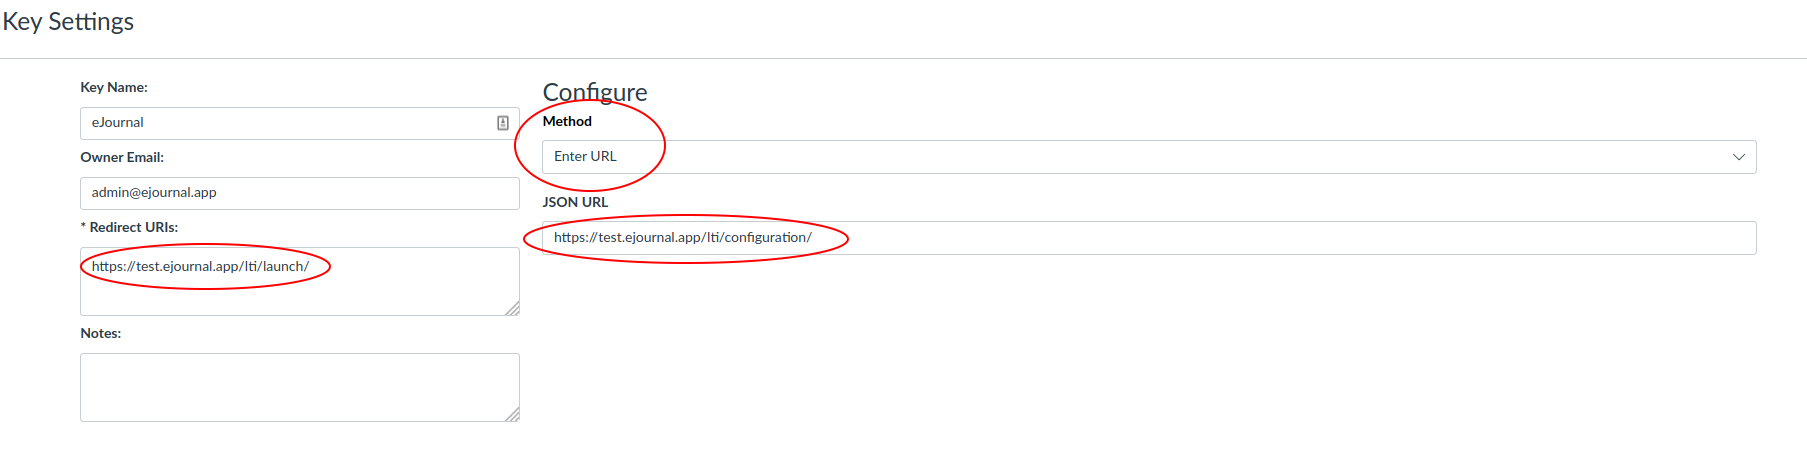 Key Settings
Key Name:
eJournal
Owner Email:
admin@ejournal.app
* Redirect URIs:
https://test.ejournal.app/lti/launch/
Notes:
Configure
Method
Enter URL
JSON URL
https://test.ejournal.app/lti/configuration/